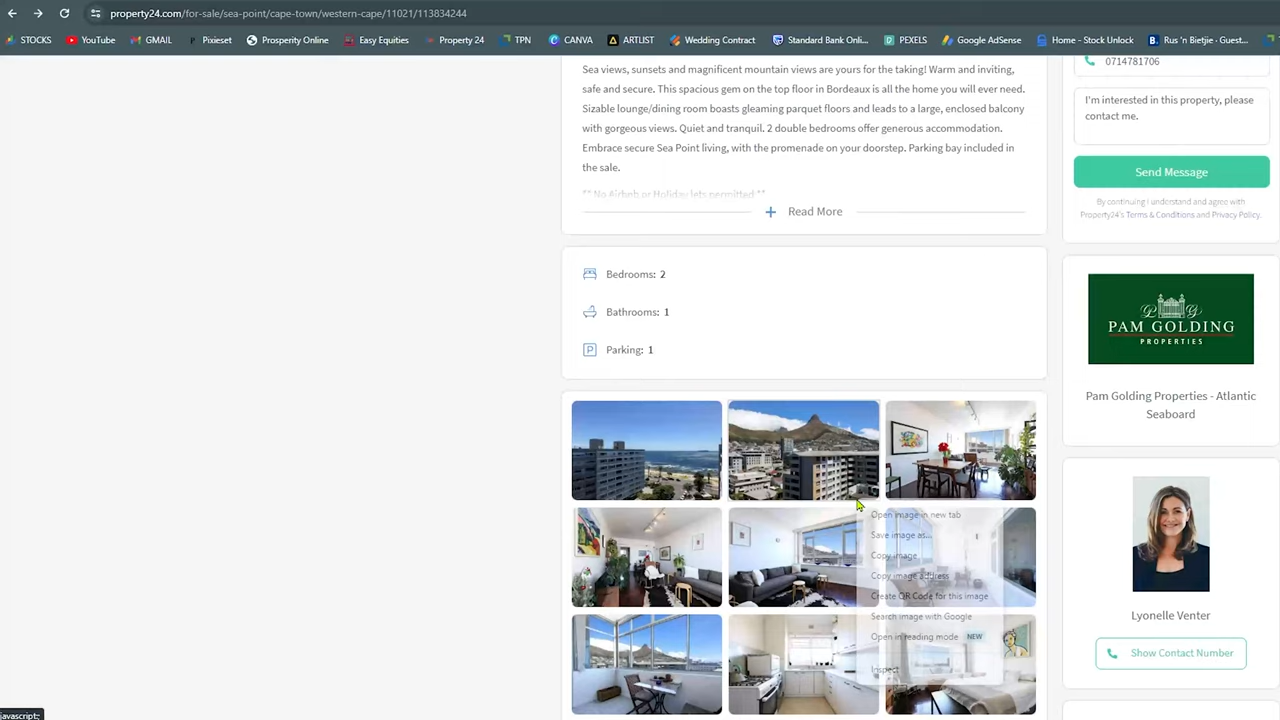 property24.com/for-sale/sea-point/cape-town/western-cape/11021/113834244
STOCKS YouTube GMAIL Pixieset Prosperity Online Easy Equities Property 24 TPN CANVA ARTLIST Wedding Contract Standard Bank Onli... PEXELS Google AdSense Home - Stock Unlock Rus 'n Bietjie - Guest...
Sea views, sunsets and magnificent mountain views are yours for the taking! Warm and inviting,
safe and secure. This spacious gem on the top floor in Bordeaux is all the home you will ever need.
Sizable lounge/dining room boasts gleaming parquet floors and leads to a large, enclosed balcony
with gorgeous views. Quiet and tranquil. 2 double bedrooms offer generous accommodation.
Embrace secure Sea Point living, with the promenade on your doorstep. Parking bay included in
the sale.
** No Airbnb or Holiday lets permitted **
+ Read More
Bedrooms: 2
Bathrooms: 1
P Parking: 1
Open image in new tab
Save image as...
Copy image
Copy image address
Create QR Code for this image
Search image with Google
Open in reading mode NEW
Inspect
0714781706
I'm interested in this property, please
contact me.
Send Message
By continuing I understand and agree with
Property24's Terms & Conditions and Privacy Policy.
PAM GOLDING
PROPERTIES
Pam Golding Properties - Atlantic
Seaboard
Lyonelle Venter
Show Contact Number
javascript:;